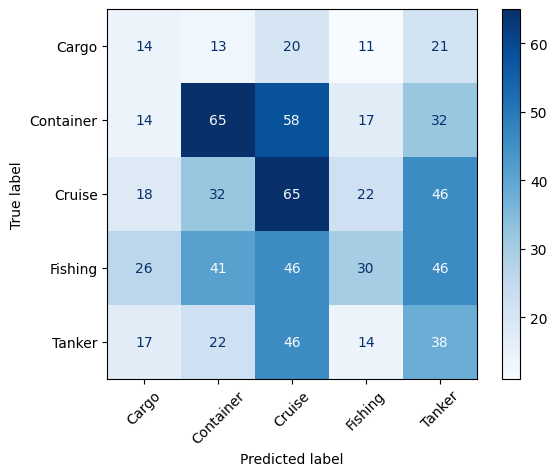 Cargo 14 13 20 11 21
Container 14 65 58 17 32
Cruise 18 32 65 22 46
Fishing 26 41 46 30 46
Tanker 17 22 46 14 38
True label
Cargo Container Cruise Fishing Tanker
Predicted label
60
50
40
30
20